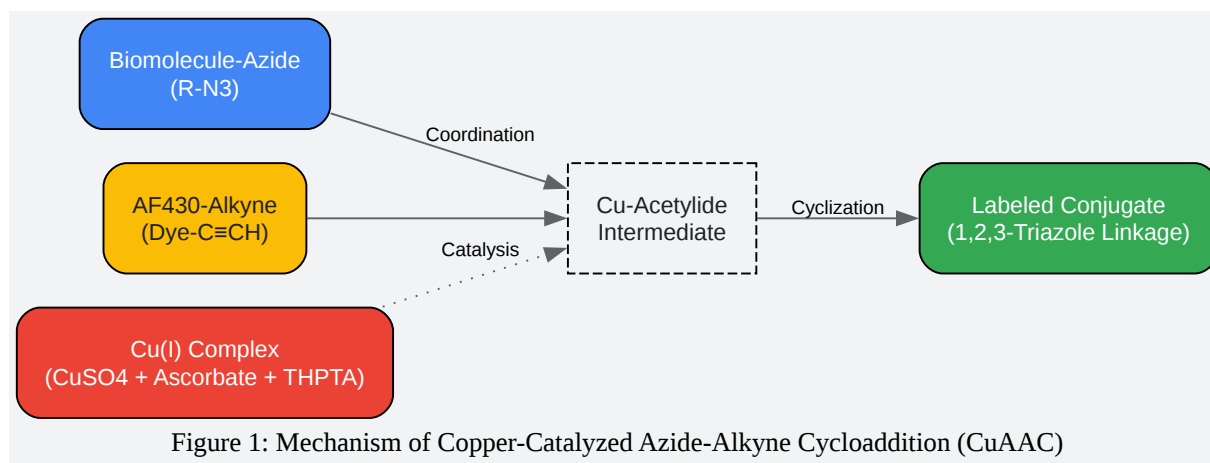 Biomolecule-Azide
(R-N3)
Coordination
AF430-Alkyne
(Dye-C≡CH)
Cu-Acetylide
Intermediate
Cyclization
Labeled Conjugate
(1,2,3-Triazole Linkage)
Catalysis
Cu(I) Complex
(CuSO4 + Ascorbate + THPTA)
Figure 1: Mechanism of Copper-Catalyzed Azide-Alkyne Cycloaddition (CuAAC)